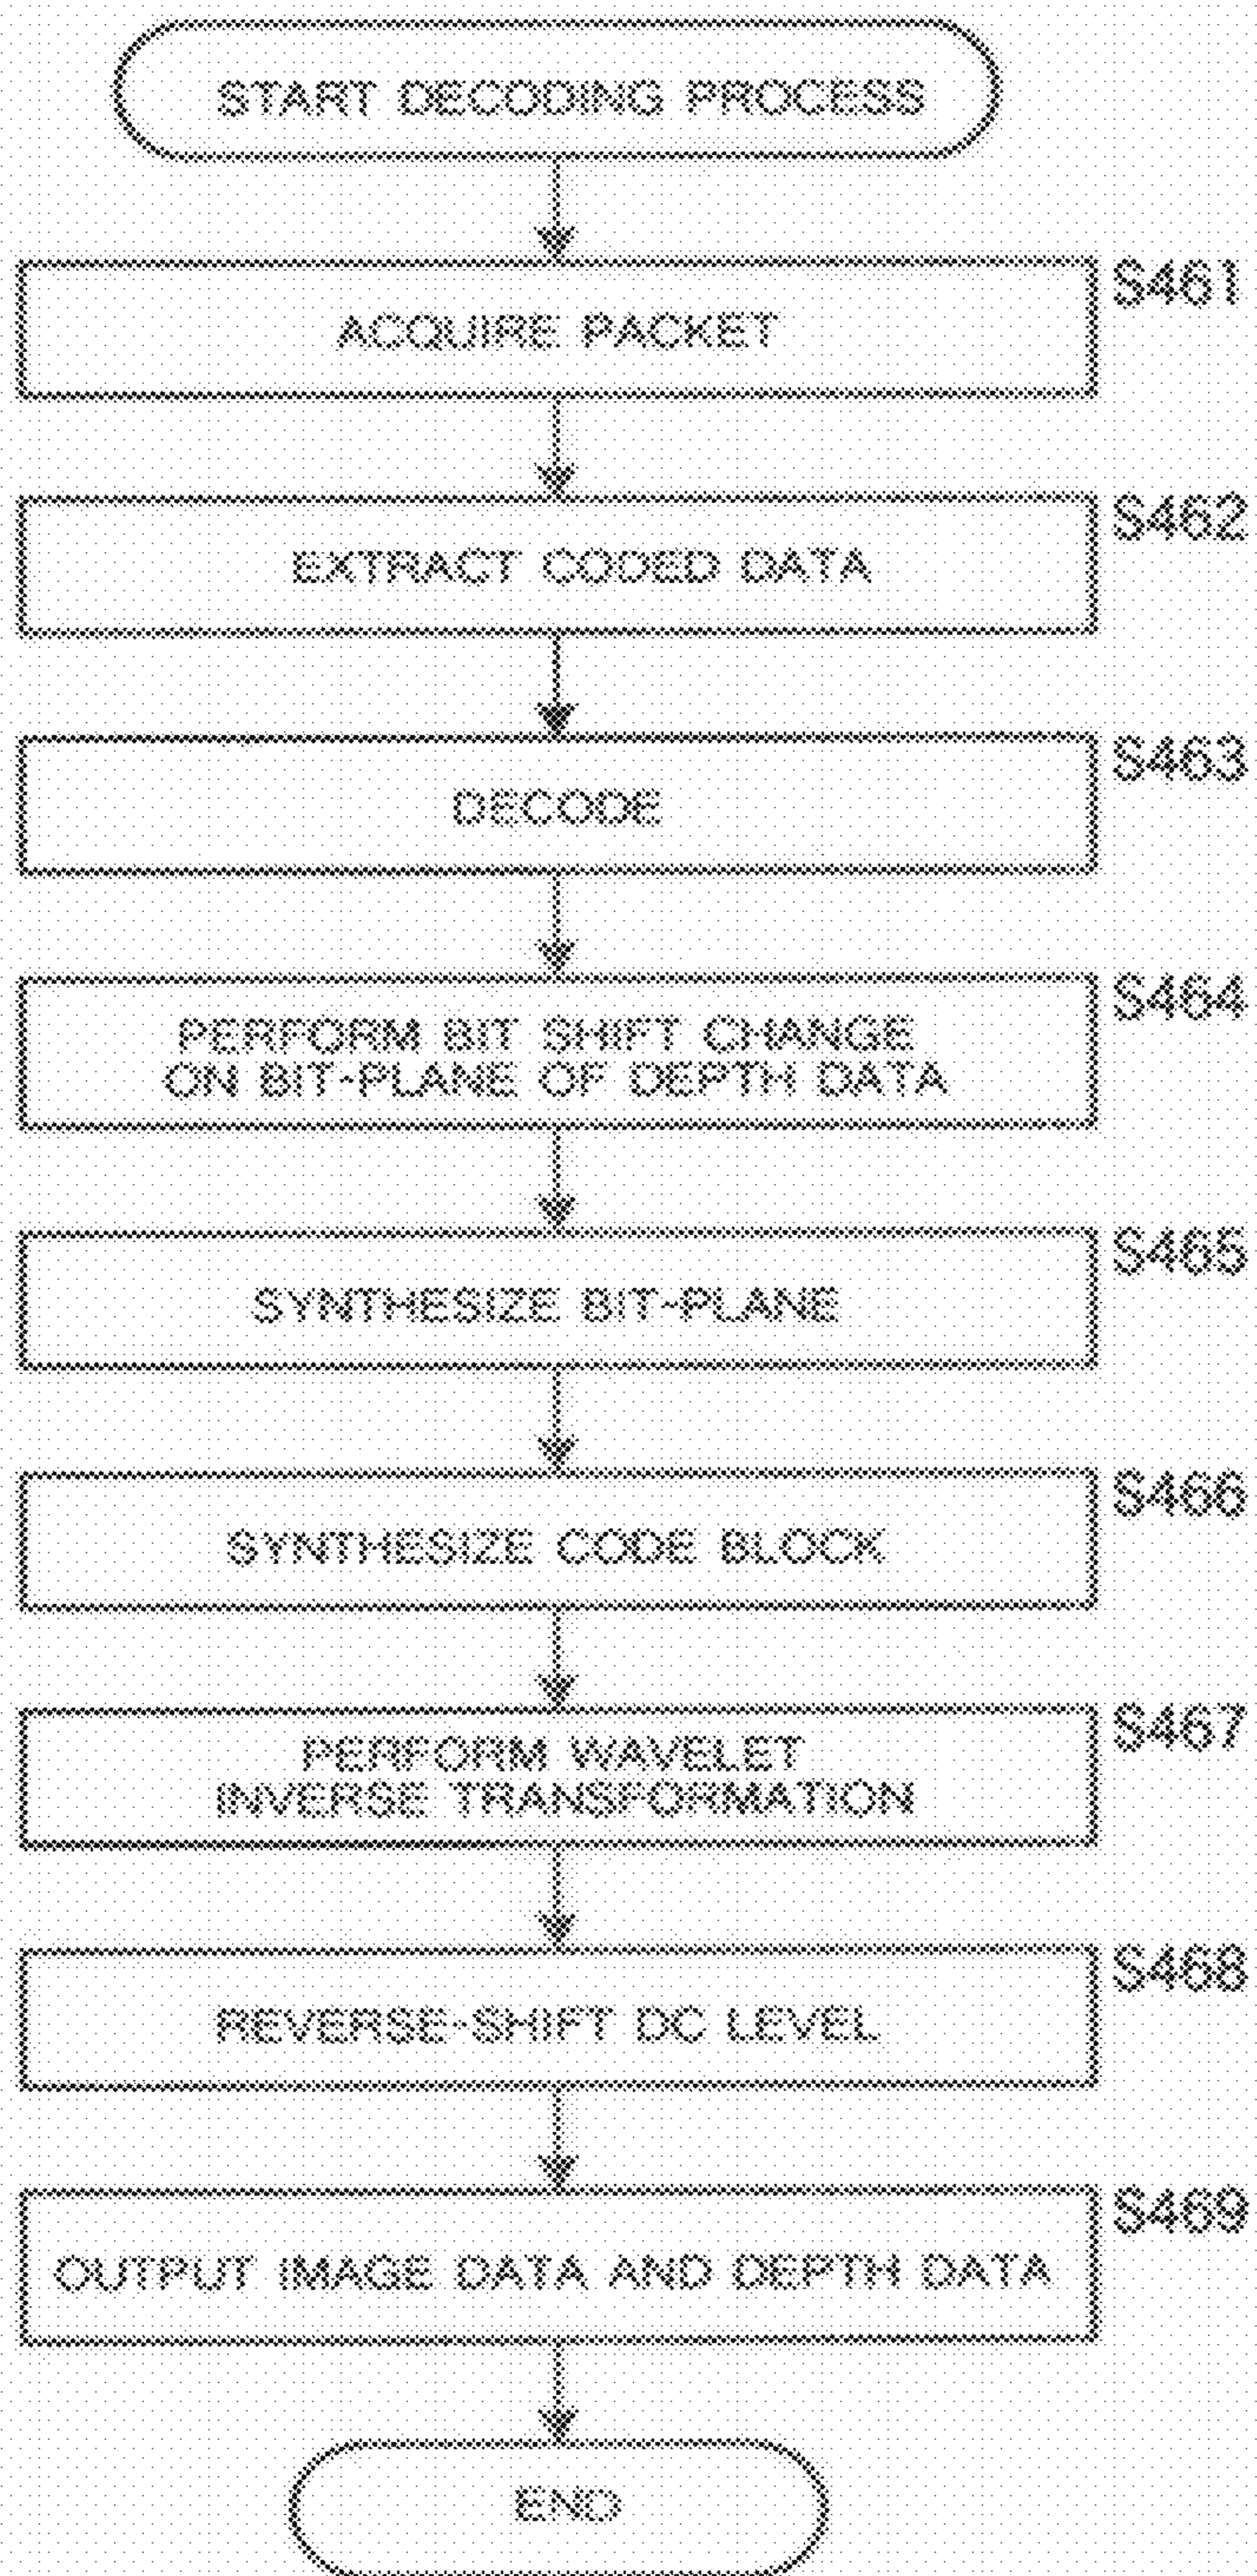 START DECODING PROCESS
S461
ACQUIRE PACKET
S462
EXTRACT CODED DATA
S463
DECODE
S464
PERFORM BIT SHIFT CHANGE
ON BIT-PLANE OF DEPTH DATA
S465
SYNTHESIZE BIT-PLANE
S466
SYNTHESIZE CODE BLOCK
S467
PERFORM WAVELET
INVERSE TRANSFORMATION
S468
REVERSE-SHIFT DC LEVEL
S469
OUTPUT IMAGE DATA AND DEPTH DATA
END